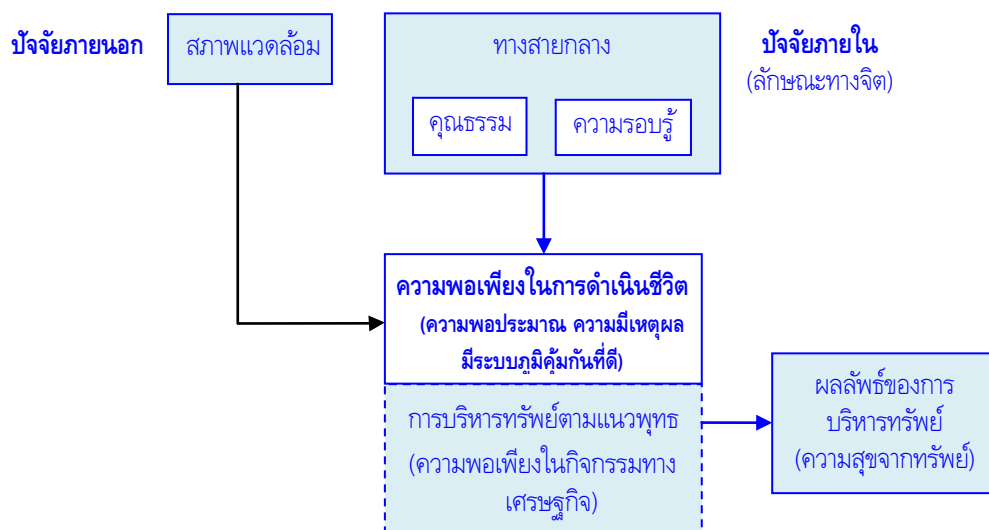 ปัจจัยภายนอก
สภาพแวดล้อม
ทางสายกลาง
คุณธรรม
ความรอบรู้
ปัจจัยภายใน
(ลักษณะทางจิต)
ความพอเพียงในการดำเนินชีวิต
(ความพอประมาณ ความมีเหตุผล
มีระบบภูมิคุ้มกันที่ดี)
การบริหารทรัพย์ตามแนวพุทธ
(ความพอเพียงในกิจกรรมทาง
เศรษฐกิจ)
ผลลัพธ์ของการ
บริหารทรัพย์
(ความสุขจากทรัพย์)